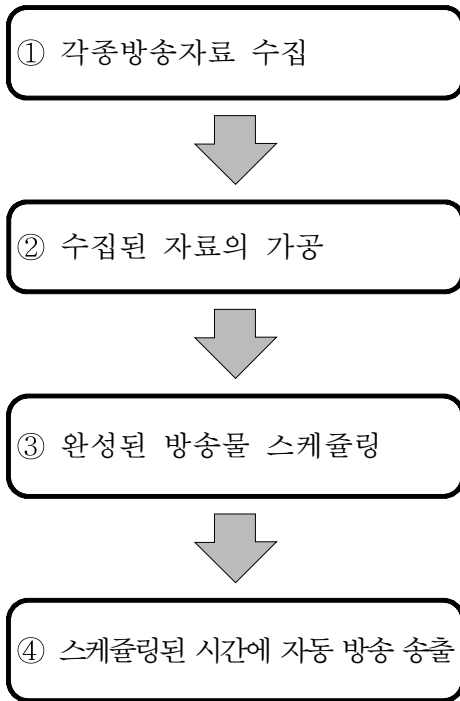 ① 각종방송자료 수집
② 수집된 자료의 가공
③ 완성된 방송물 스케쥴링
④ 스케쥴링된 시간에 자동 방송 송출